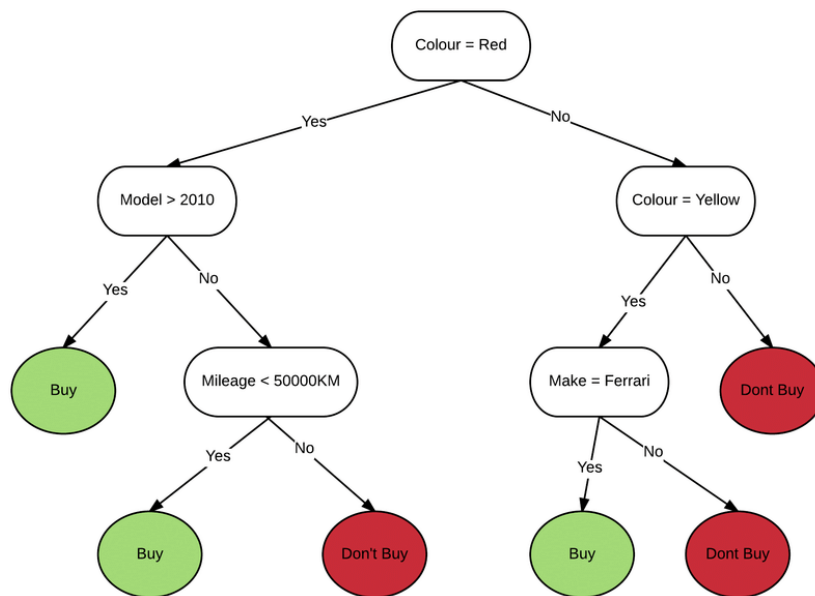 Colour = Red
Yes
No
Model > 2010
Colour = Yellow
Yes
No
Yes
No
Buy
Mileage < 50000KM
Make = Ferrari
Dont Buy
Yes
No
Yes
No
Buy
Don't Buy
Buy
Dont Buy